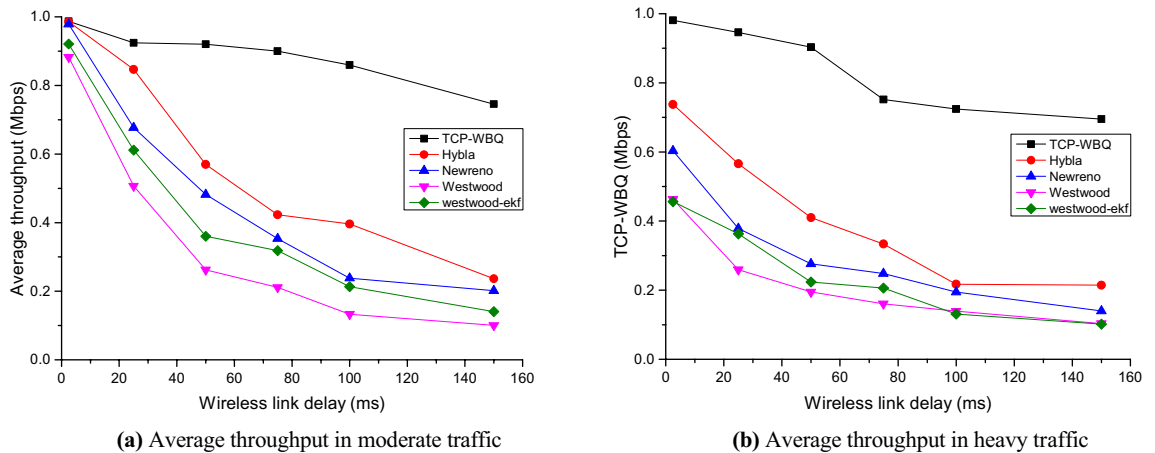 1.0
0.8
0.6
0.4
0.2
0.0
Average throughput (Mbps)
TCP-WBQ
Hybla
Newreno
Westwood
westwood-ekf
0 20 40 60 80 100 120 140 160
Wireless link delay (ms)
(a) Average throughput in moderate traffic
1.0
0.8
0.6
0.4
0.2
0.0
TCP-WBQ (Mbps)
TCP-WBQ
Hybla
Newreno
Westwood
westwood-ekf
0 20 40 60 80 100 120 140 160
Wireless link delay (ms)
(b) Average throughput in heavy traffic